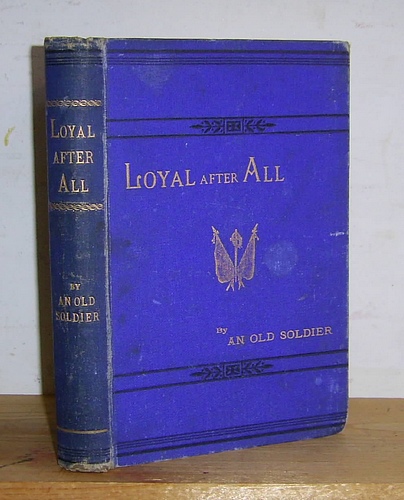 LOYAL
AFTER
ALL
BY
AN OLD
SOLDIER
LOYAL AFTER ALL
By
AN OLD SOLDIER